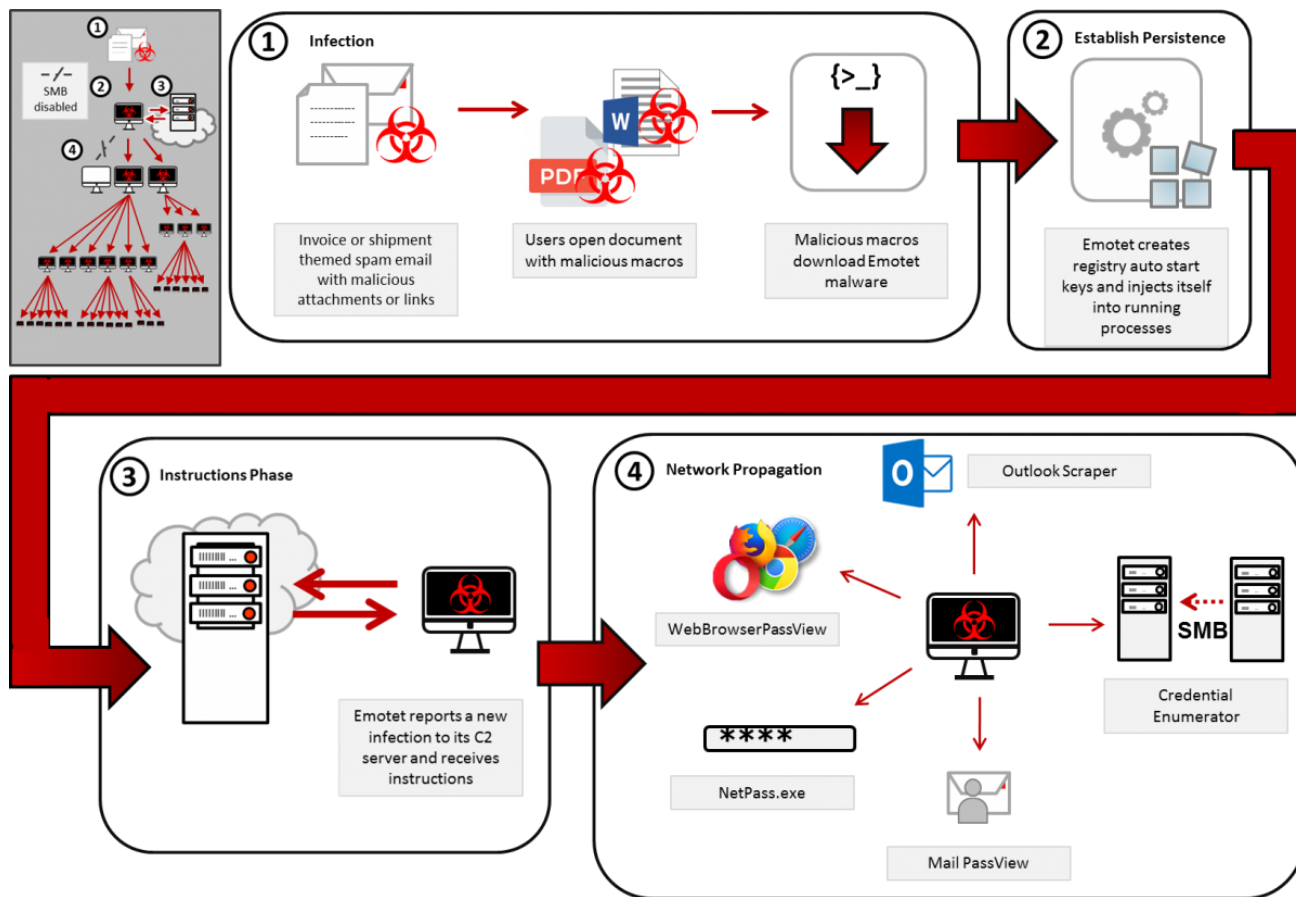 1
– / –
SMB
disabled
2
3
4
1 Infection
{>_}
W
PDF
Invoice or shipment
themed spam email
with malicious
attachments or links
Users open document
with malicious macros
Malicious macros
download Emotet
malware
2 Establish Persistence
Emotet creates
registry auto start
keys and injects itself
into running
processes
3 Instructions Phase
Emotet reports a new
infection to its C2
server and receives
instructions
4 Network Propagation
O
Outlook Scraper
WebBrowserPassView
SMB
Credential
Enumerator
****
NetPass.exe
Mail PassView